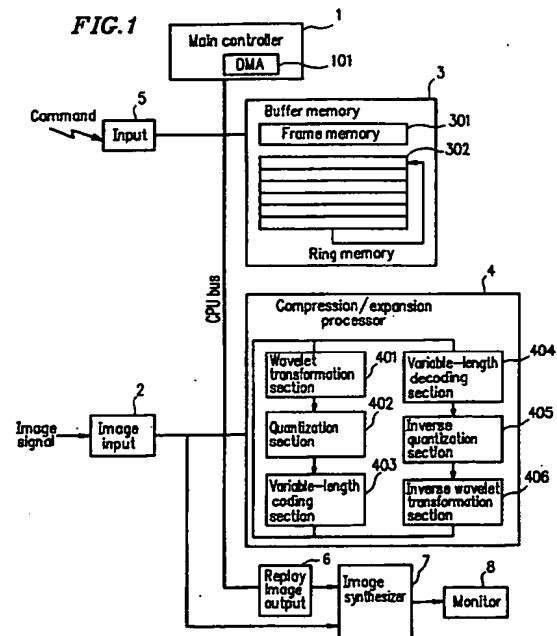 FIG.1
1
Main controller
DMA
101
3
5
Command
Input
Buffer memory
Frame memory
301
302
Ring memory
CPU bus
4
Compression/expansion
processor
Wavelet
transformation
section
401
Variable-length
decoding
section
404
2
Image
signal
Image
input
Quantization
section
402
Inverse
quantization
section
405
Variable-length
coding
section
403
Inverse wavelet
transformation
section
406
6
Replay
image
output
7
Image
synthesizer
8
Monitor